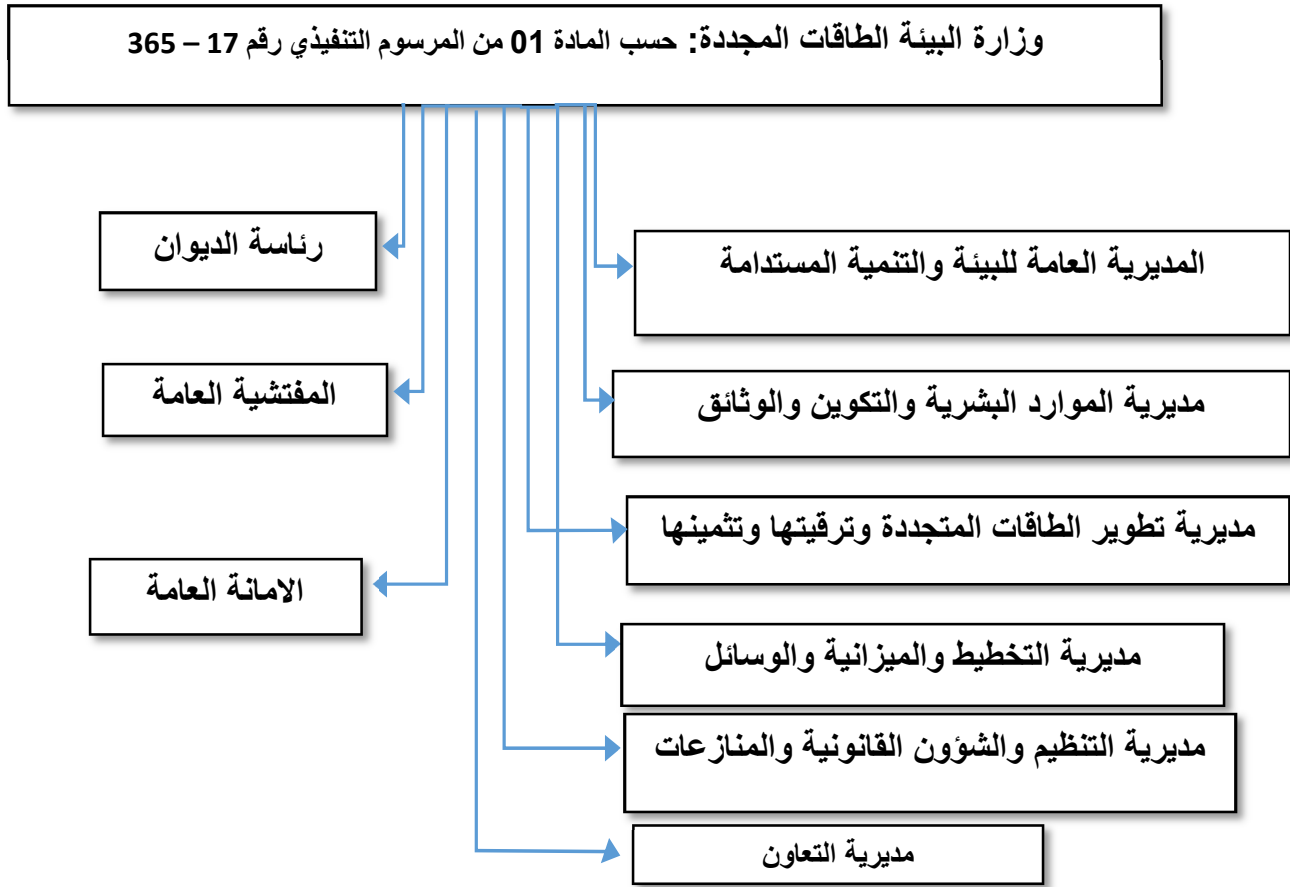 وزارة البيئة الطاقات المجددة: حسب المادة 01 من المرسوم التنفيذي رقم 17 – 365
المديرية العامة للبيئة والتنمية المستدامة
مديرية الموارد البشرية والتكوين والوثائق
مديرية تطوير الطاقات المتجددة وترقيتها وتثمينها
مديرية التخطيط والميزانية والوسائل
مديرية التنظيم والشؤون القانونية والمنازعات
مديرية التعاون
رئاسة الديوان
المفتشية العامة
الامانة العامة